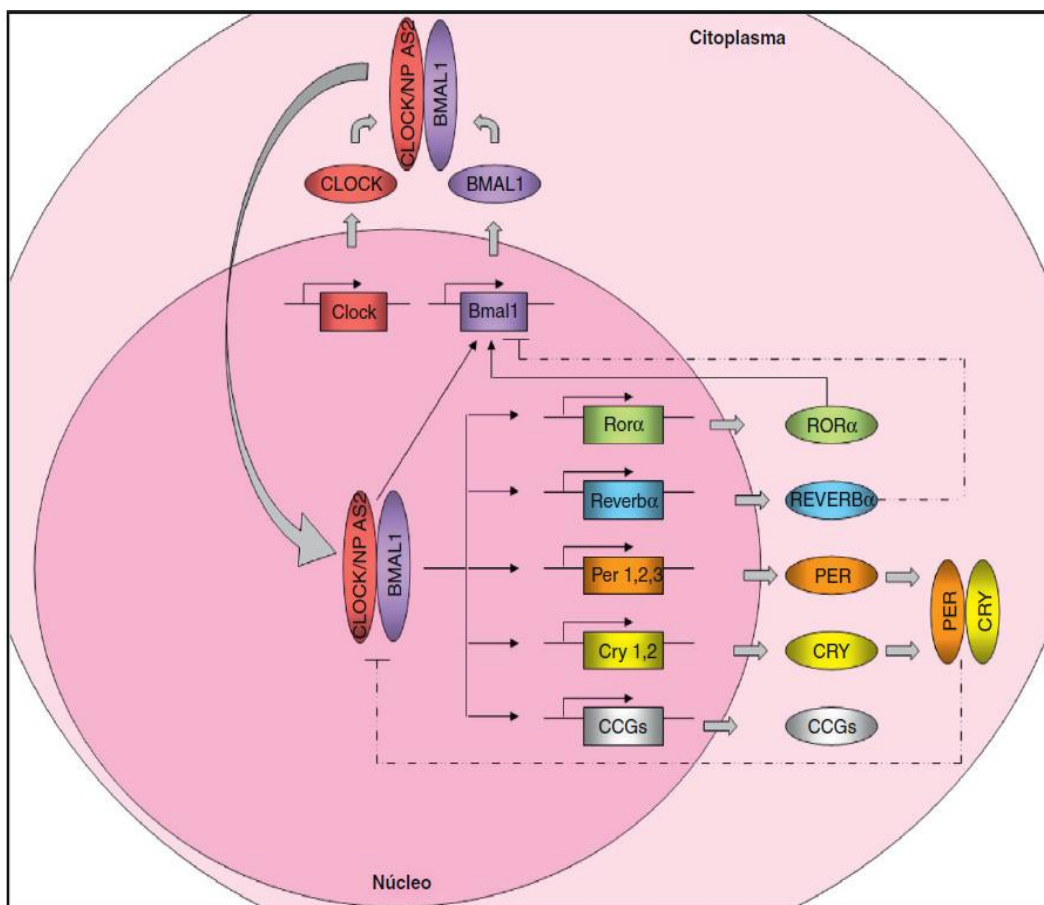 Citoplasma
CLOCK/NP AS2
BMAL1
CLOCK
BMAL1
Clock
Bmal1
Rorα
RORα
Reverbα
REVERBα
CLOCK/NP AS2
BMAL1
Per 1,2,3
PER
PER
CRY
Cry 1,2
CRY
CCGs
CCGs
Núcleo